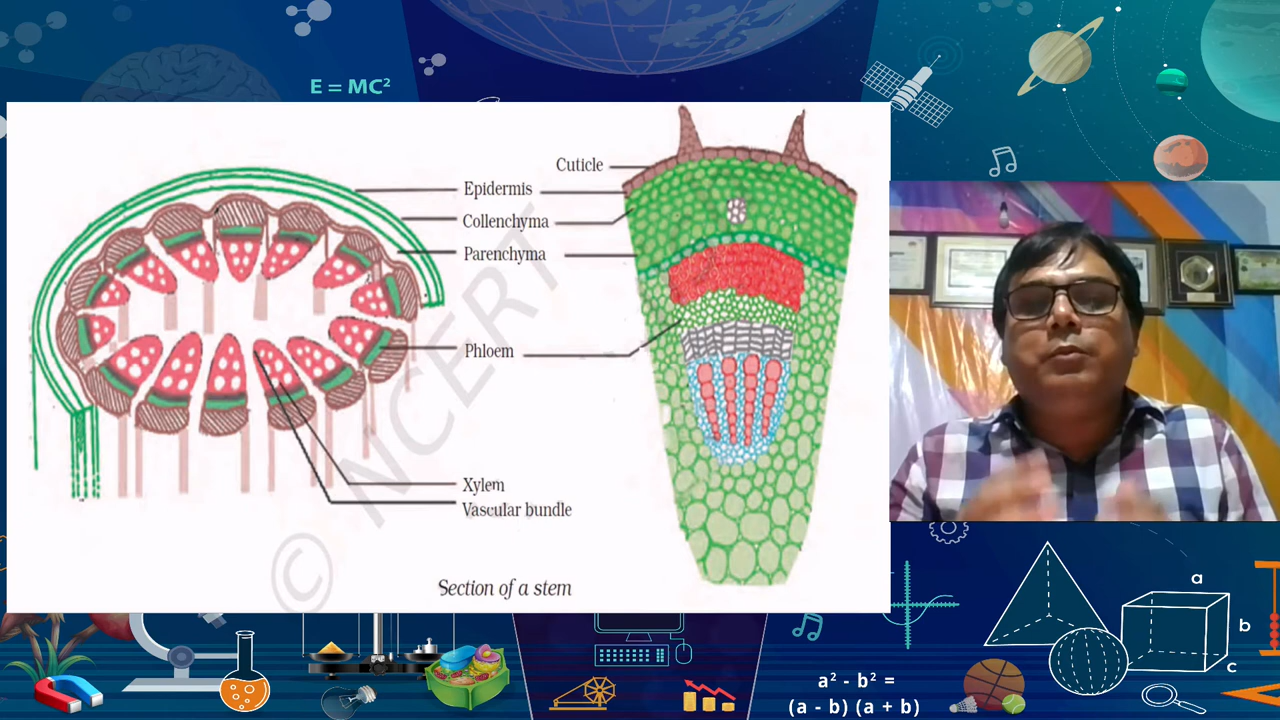 E = MC²
Cuticle
Epidermis
Collenchyma
Parenchyma
Phloem
Xylem
Vascular bundle
Section of a stem
© NCERT
a
b
c
a² - b² =
(a - b) (a + b)